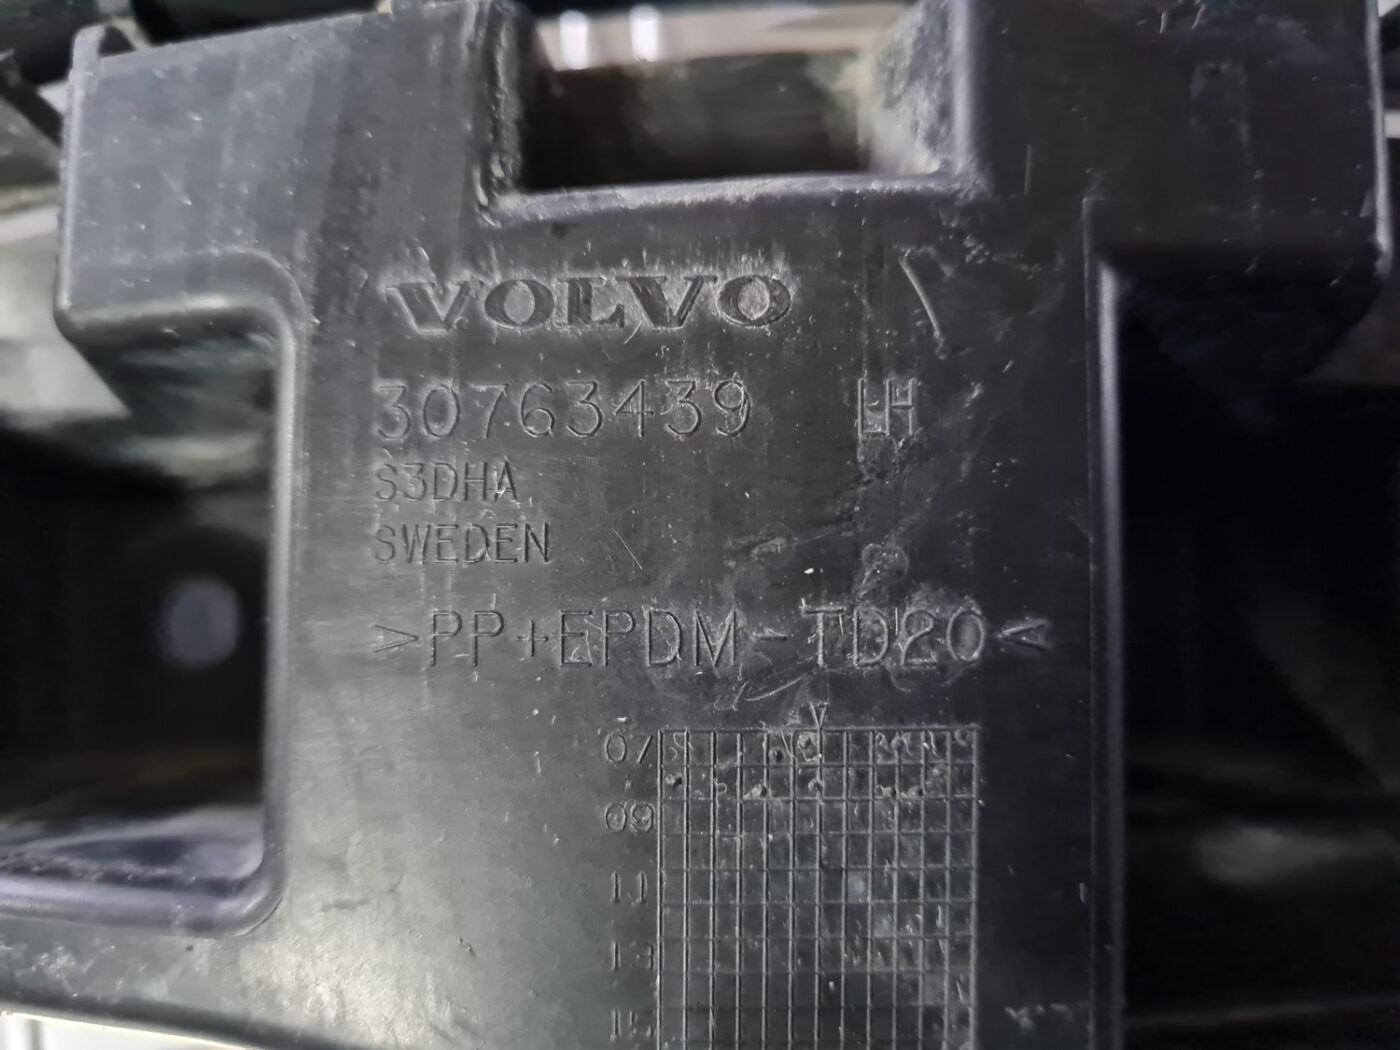 VOLVO
30763439 LH
S3DHA
SWEDEN
>PP+EPDM-TD20<
07
09
11
13
15